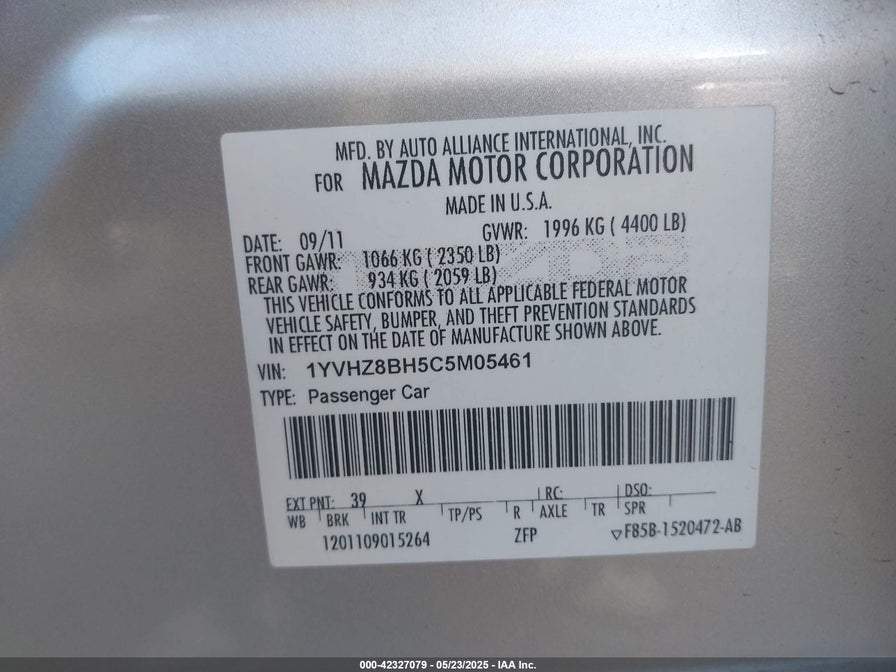 MFD. BY AUTO ALLIANCE INTERNATIONAL, INC.
FOR MAZDA MOTOR CORPORATION
MADE IN U.S.A.
DATE: 09/11 GVWR: 1996 KG ( 4400 LB)
FRONT GAWR: 1066 KG ( 2350 LB)
REAR GAWR: 934 KG ( 2059 LB)
THIS VEHICLE CONFORMS TO ALL APPLICABLE FEDERAL MOTOR
VEHICLE SAFETY, BUMPER, AND THEFT PREVENTION STANDARDS
IN EFFECT ON THE DATE OF MANUFACTURE SHOWN ABOVE.
VIN: 1YVHZ8BH5C5M05461
TYPE: Passenger Car
EXT PNT: 39 X RC: DSO:
WB BRK INT TR TP/PS R AXLE TR SPR
1201109015264 ZFP ▽F85B-1520472-AB
000-42327079 - 05/23/2025 - IAA Inc.